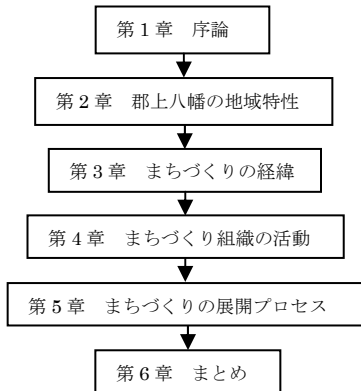 第1章　序論
第2章　郡上八幡の地域特性
第3章　まちづくりの経緯
第4章　まちづくり組織の活動
第5章　まちづくりの展開プロセス
第6章　まとめ